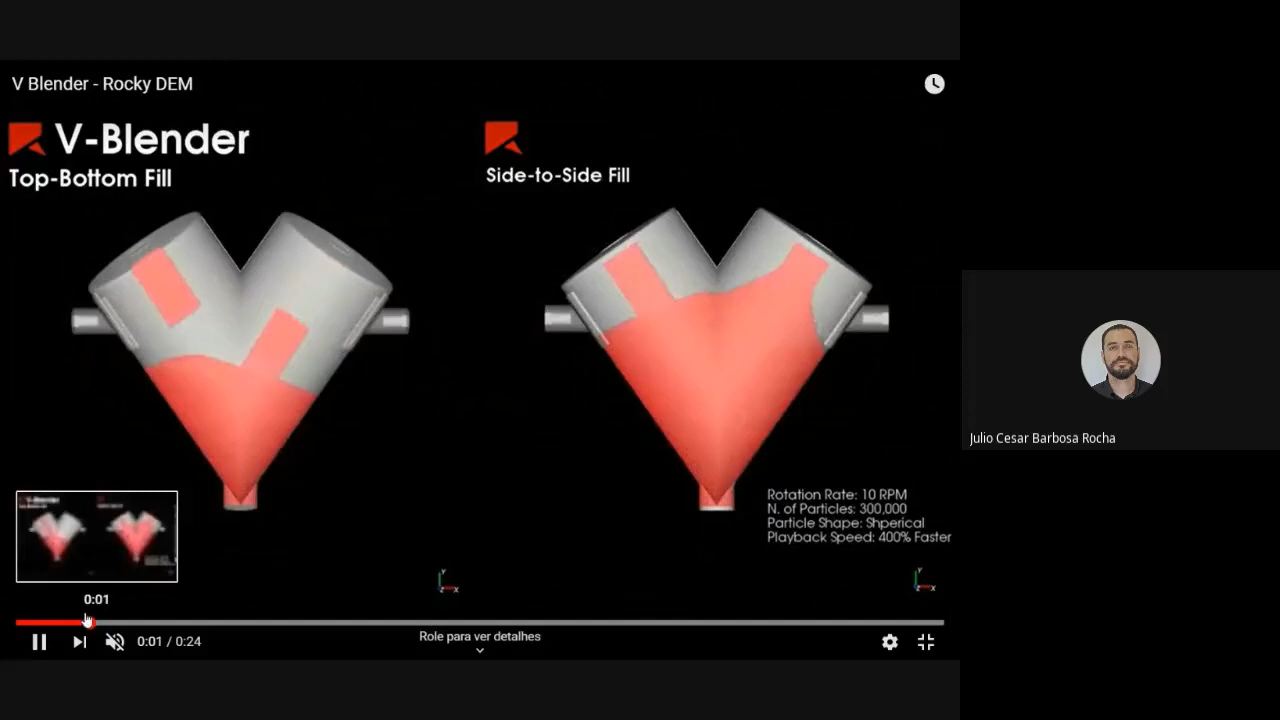 V Blender - Rocky DEM
V-Blender
Top-Bottom Fill
Side-to-Side Fill
Rotation Rate: 10 RPM
N. of Particles: 300,000
Particle Shape: Shperical
Playback Speed: 400% Faster
Y
X
Y
X
0:01
0:01 / 0:24
Role para ver detalhes
Julio Cesar Barbosa Rocha